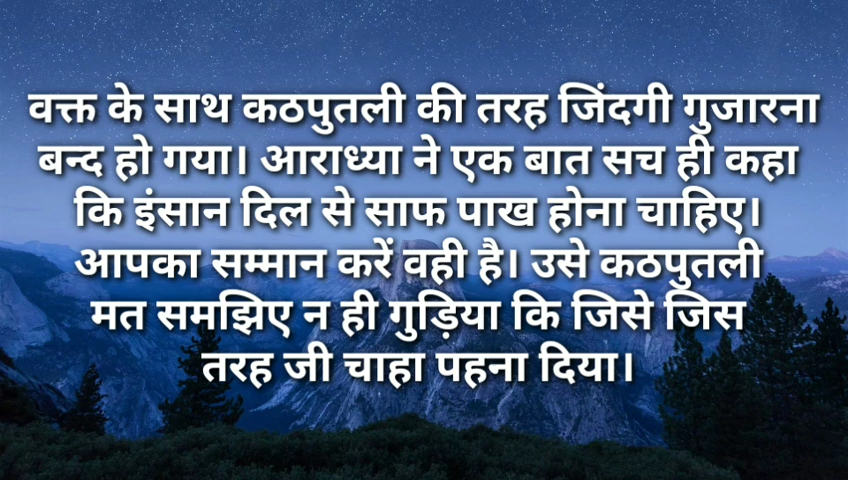 वक्त के साथ कठपुतली की तरह जिंदगी गुजारना
बन्द हो गया। आराध्या ने एक बात सच ही कहा
कि इंसान दिल से साफ पाख होना चाहिए।
आपका सम्मान करें वही है। उसे कठपुतली
मत समझिए न ही गुड़िया कि जिसे जिस
तरह जी चाहा पहना दिया।